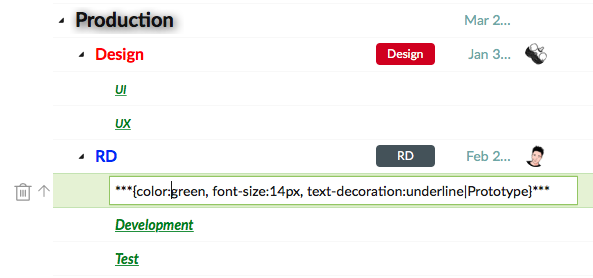 Production Mar 2...
Design Design Jan 3...
UI
UX
RD RD Feb 2...
***{color:green, font-size:14px, text-decoration:underline|Prototype}***
Development
Test